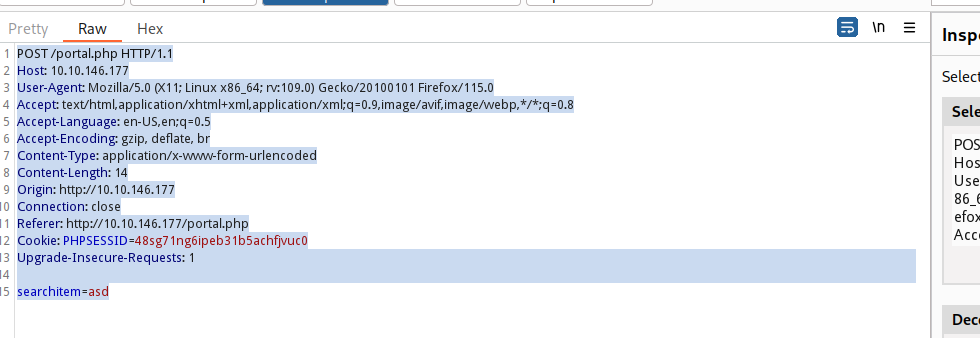 Pretty Raw Hex \n
Inspe
1 POST /portal.php HTTP/1.1
2 Host: 10.10.146.177
3 User-Agent: Mozilla/5.0 (X11; Linux x86_64; rv:109.0) Gecko/20100101 Firefox/115.0
4 Accept: text/html,application/xhtml+xml,application/xml;q=0.9,image/avif,image/webp,*/*;q=0.8
5 Accept-Language: en-US,en;q=0.5
6 Accept-Encoding: gzip, deflate, br
7 Content-Type: application/x-www-form-urlencoded
8 Content-Length: 14
9 Origin: http://10.10.146.177
10 Connection: close
11 Referer: http://10.10.146.177/portal.php
12 Cookie: PHPSESSID=48sg71ng6ipeb31b5achfjvuc0
13 Upgrade-Insecure-Requests: 1
14
15 searchitem=asd
Select
Sele
POS
Hos
Use
86_6
efox
Acce
Deco